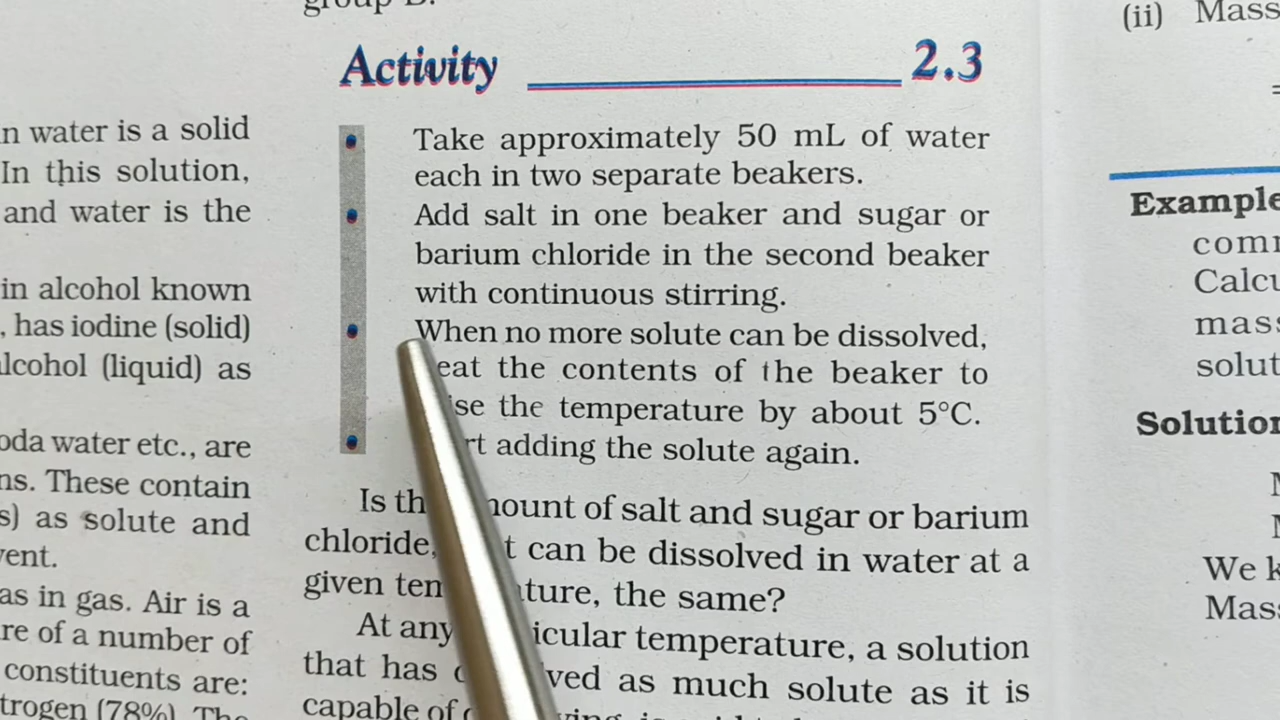 group B.
Activity 2.3
• Take approximately 50 mL of water
each in two separate beakers.
• Add salt in one beaker and sugar or
barium chloride in the second beaker
with continuous stirring.
• When no more solute can be dissolved,
eat the contents of the beaker to
ise the temperature by about 5°C.
• rt adding the solute again.
Is th ount of salt and sugar or barium
chloride, t can be dissolved in water at a
given tem ture, the same?
At any icular temperature, a solution
that has ved as much solute as it is
capable of
n water is a solid
In this solution,
and water is the
in alcohol known
, has iodine (solid)
lcohol (liquid) as
oda water etc., are
ns. These contain
s) as solute and
vent.
as in gas. Air is a
re of a number of
constituents are:
trogen (78%). The
(ii) Mass
=
Example
Calcu
mass
solut
Solution
We k
Mass